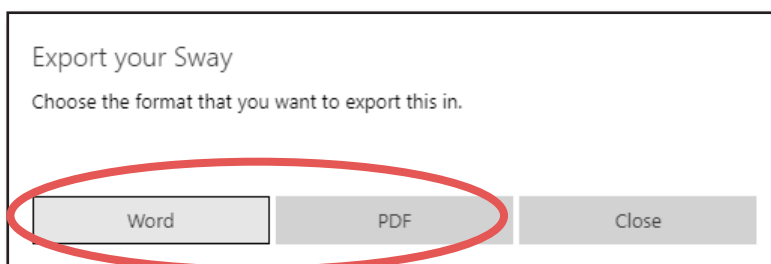 Export your Sway
Choose the format that you want to export this in.
Word PDF Close